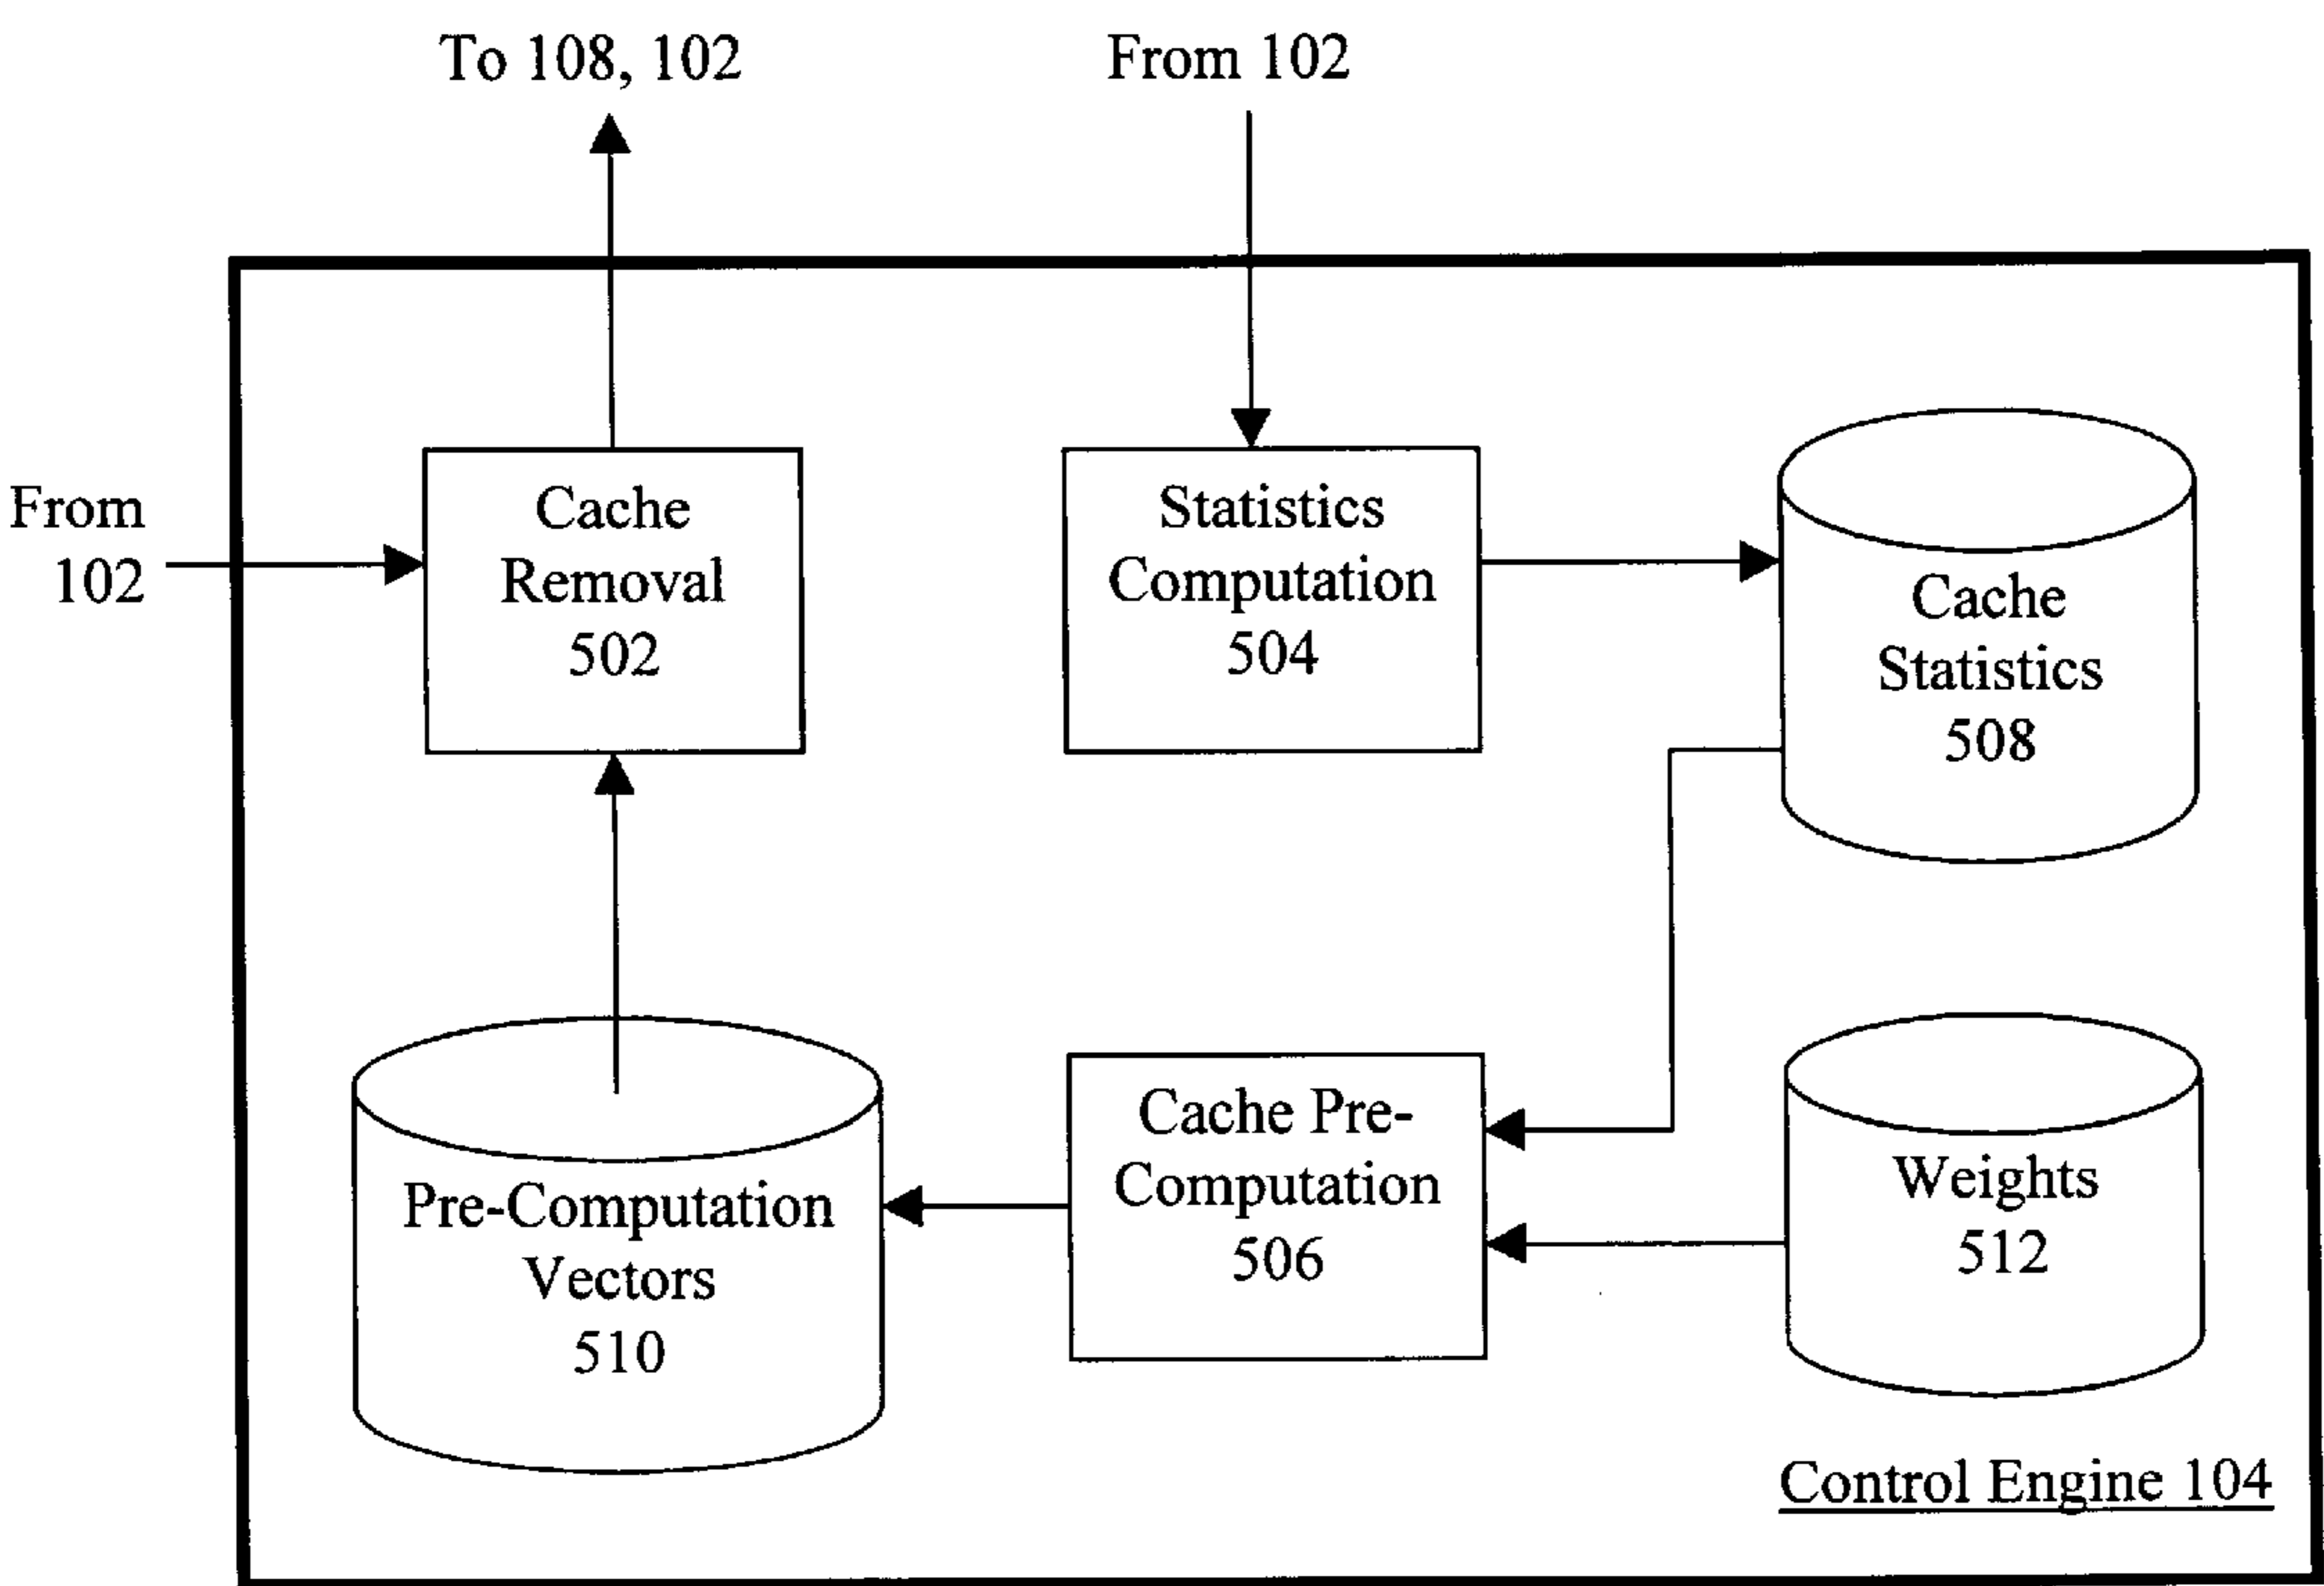 To 108, 102
From 102
From
102
Cache
Removal
502
Statistics
Computation
504
Cache
Statistics
508
Pre-Computation
Vectors
510
Cache Pre-
Computation
506
Weights
512
Control Engine 104